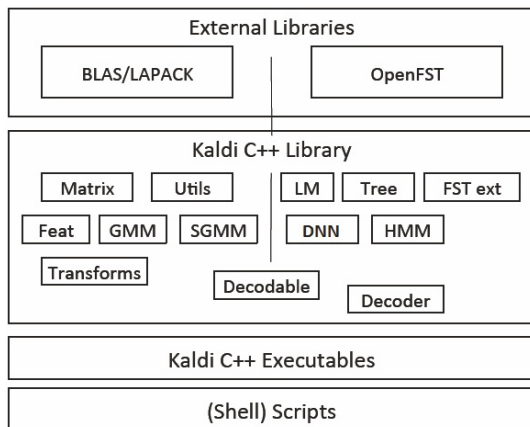 External Libraries
BLAS/LAPACK OpenFST
Kaldi C++ Library
Matrix Utils LM Tree FST ext
Feat GMM SGMM DNN HMM
Transforms Decodable Decoder
Kaldi C++ Executables
(Shell) Scripts